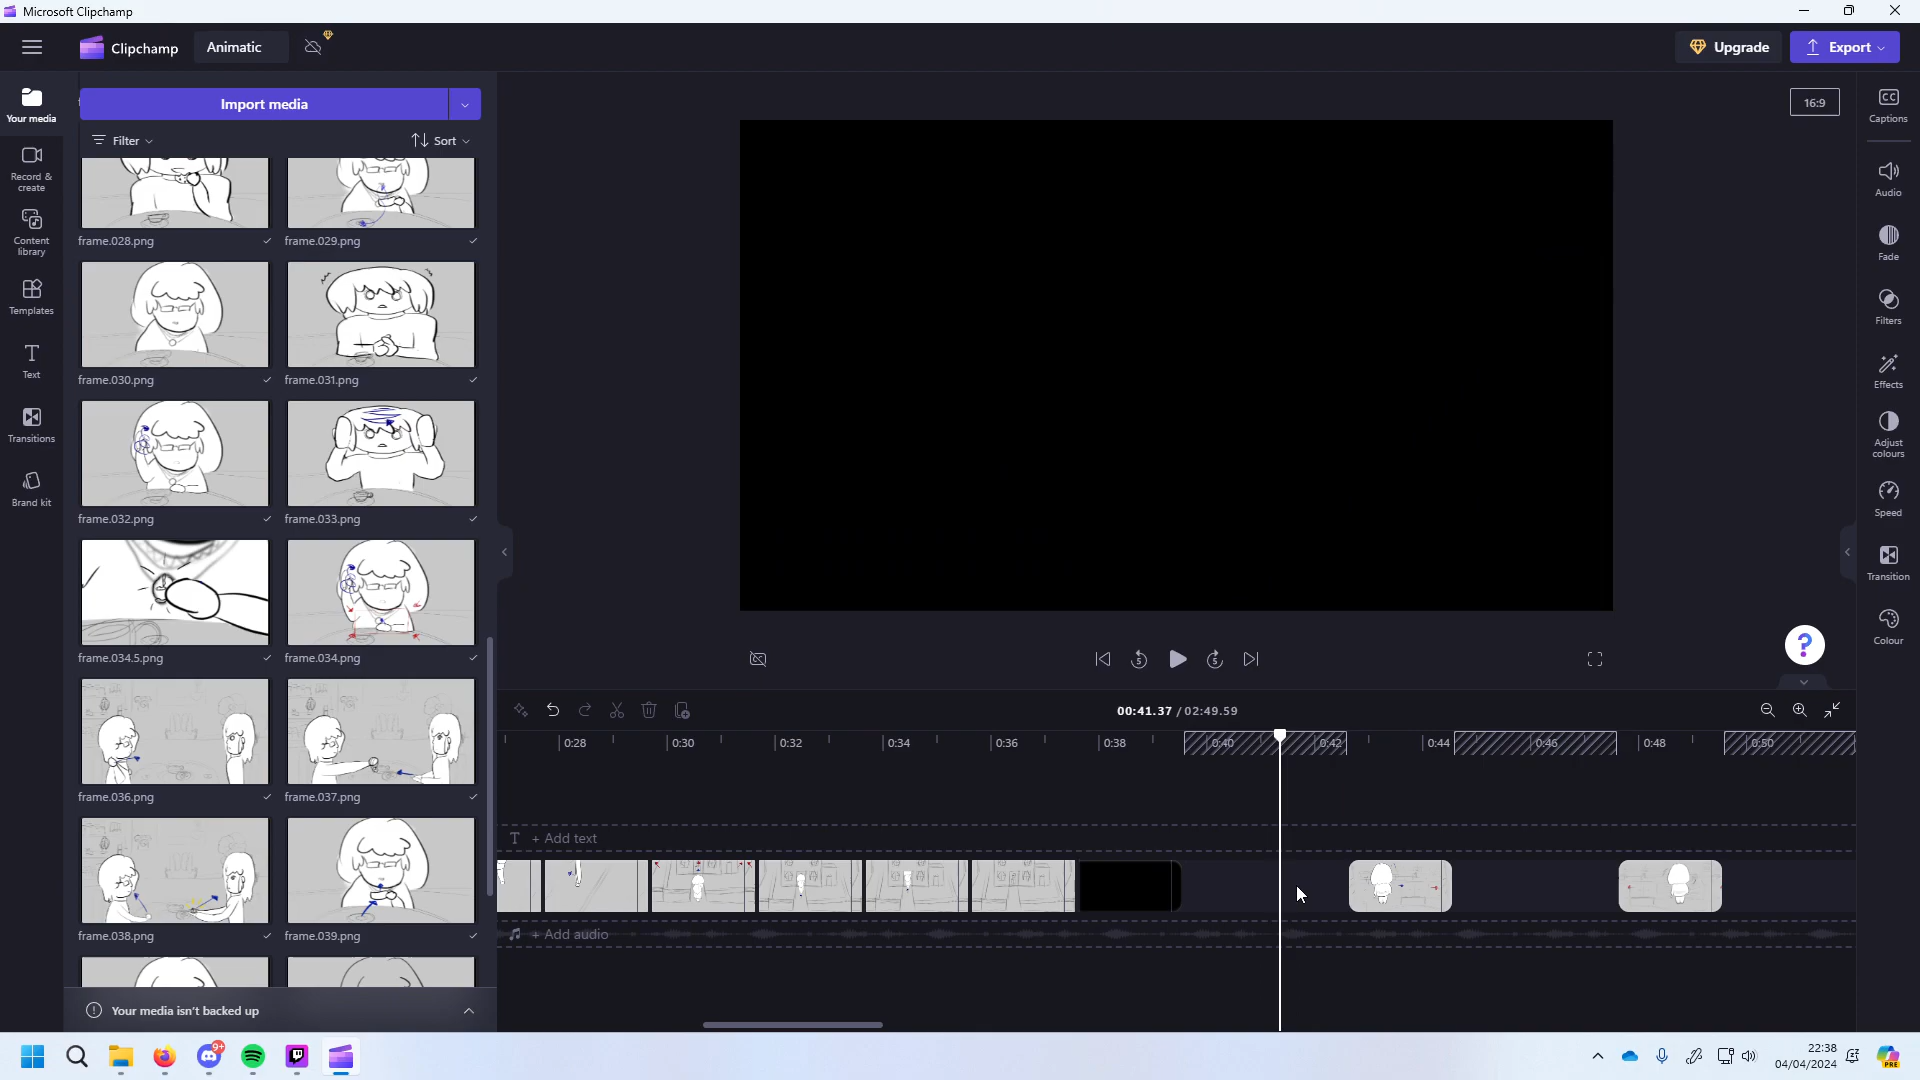 Microsoft Clipchamp
Clipchamp
Animatic
Upgrade
Export
Your media
Record & create
Content library
Templates
Text
Transitions
Brand kit
Import media
Filter
Sort
frame.028.png
frame.029.png
frame.030.png
frame.031.png
frame.032.png
frame.033.png
frame.034.5.png
frame.034.png
frame.036.png
frame.037.png
frame.038.png
frame.039.png
Your media isn't backed up
16:9
5
5
?
Captions
CC
Audio
Fade
Filters
Effects
Adjust colours
Speed
Transition
Colour
00:41.37 / 02:49.59
0:28
0:30
0:32
0:34
0:36
0:38
0:40
0:42
0:44
0:46
0:48
0:50
T + Add text
+ Add audio
9+
22:38
04/04/2024
PRE